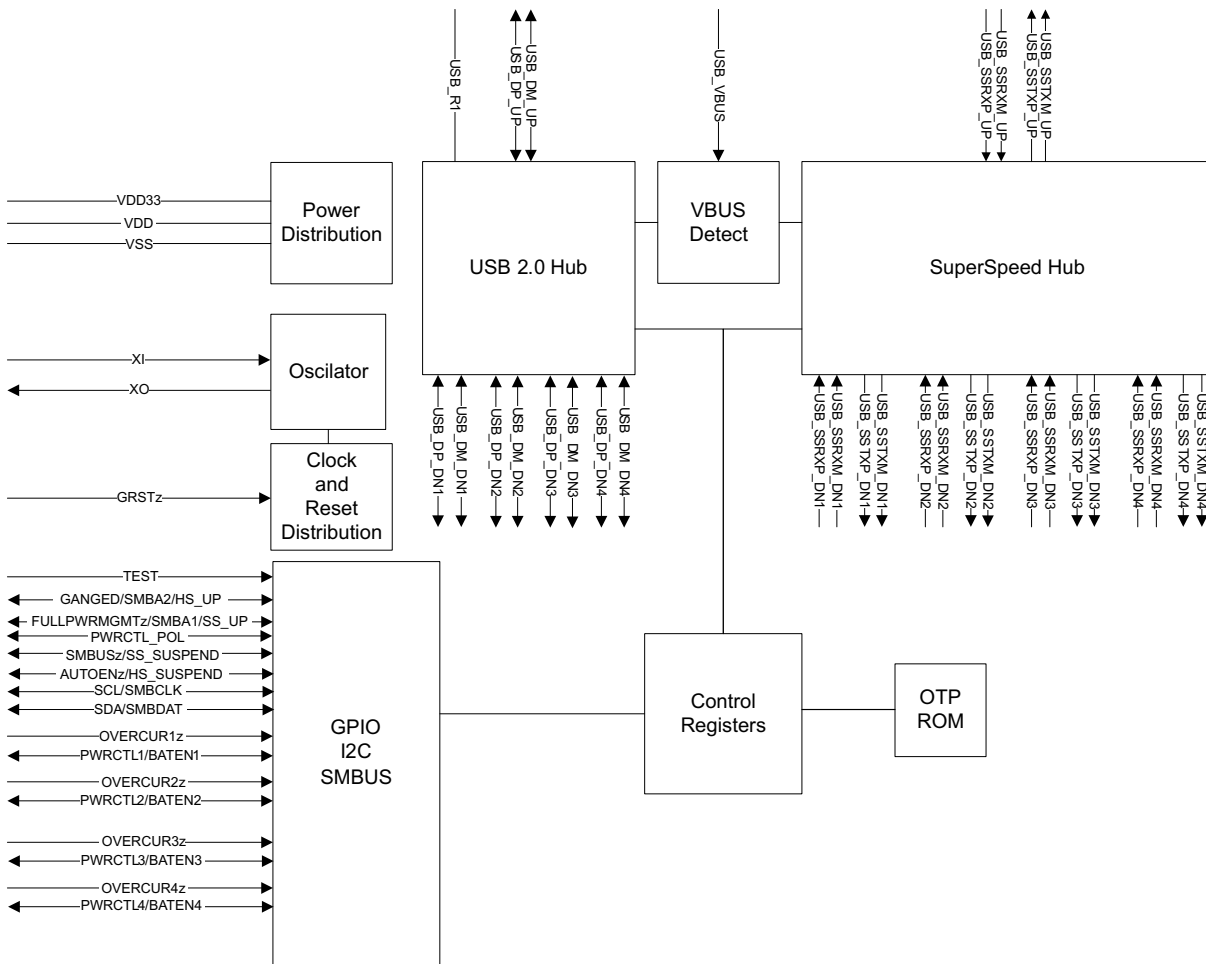 USB_R1
USB_DP_UP
USB_DM_UP
USB_VBUS
USB_SSRXP_UP
USB_SSRXM_UP
USB_SSTXP_UP
USB_SSTXM_UP
VDD33
VDD
VSS
Power
Distribution
USB 2.0 Hub
VBUS
Detect
SuperSpeed Hub
XI
XO
Oscilator
GRSTz
Clock
and
Reset
Distribution
USB_DP_DN1
USB_DM_DN1
USB_DP_DN2
USB_DM_DN2
USB_DP_DN3
USB_DM_DN3
USB_DP_DN4
USB_DM_DN4
USB_SSRXP_DN1
USB_SSRXM_DN1
USB_SSTXP_DN1
USB_SSTXM_DN1
USB_SSRXP_DN2
USB_SSRXM_DN2
USB_SSTXP_DN2
USB_SSTXM_DN2
USB_SSRXP_DN3
USB_SSRXM_DN3
USB_SSTXP_DN3
USB_SSTXM_DN3
USB_SSRXP_DN4
USB_SSRXM_DN4
USB_SSTXP_DN4
USB_SSTXM_DN4
TEST
GANGED/SMBA2/HS_UP
FULLPWRMGMTz/SMBA1/SS_UP
PWRCTL_POL
SMBUSz/SS_SUSPEND
AUTOENz/HS_SUSPEND
SCL/SMBCLK
SDA/SMBDAT
OVERCUR1z
PWRCTL1/BATEN1
OVERCUR2z
PWRCTL2/BATEN2
OVERCUR3z
PWRCTL3/BATEN3
OVERCUR4z
PWRCTL4/BATEN4
GPIO
I2C
SMBUS
Control
Registers
OTP
ROM